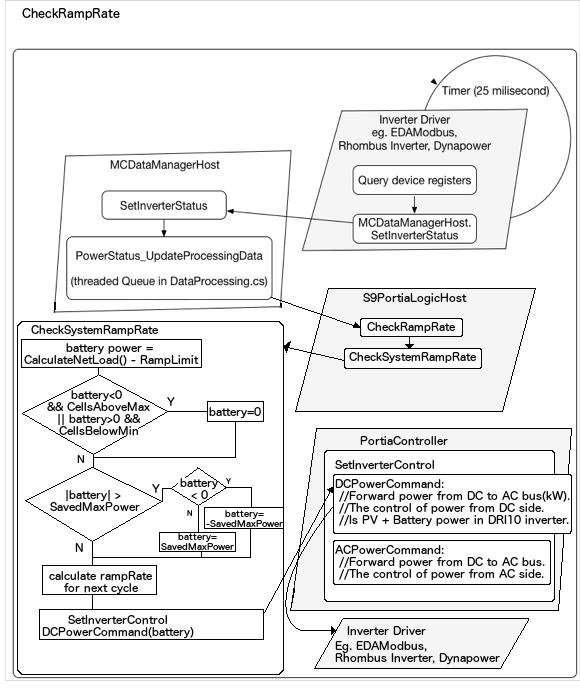 CheckRampRate
Timer (25 milisecond)
Inverter Driver
eg. EDAModbus,
Rhombus Inverter, Dynapower
Query device registers
MCDataManagerHost.
SetInverterStatus
MCDataManagerHost
SetInverterStatus
PowerStatus_UpdateProcessingData
(threaded Queue in DataProcessing.cs)
S9PortiaLogicHost
CheckRampRate
CheckSystemRampRate
CheckSystemRampRate
battery power =
CalculateNetLoad() - RampLimit
battery<0
&& CellsAboveMax
|| battery>0 &&
CellsBelowMin
Y
battery=0
N
|battery| >
SavedMaxPower
Y
battery
< 0
Y
N
battery=
-SavedMaxPower
battery=
SavedMaxPower
N
calculate rampRate
for next cycle
SetInverterControl
DCPowerCommand(battery)
PortiaController
SetInverterControl
DCPowerCommand:
//Forward power from DC to AC bus(kW).
//The control of power from DC side.
//Is PV + Battery power in DRI10 inverter.
ACPowerCommand:
//Forward power from DC to AC bus.
//The control of power from AC side.
Inverter Driver
Eg. EDAModbus,
Rhombus Inverter, Dynapower